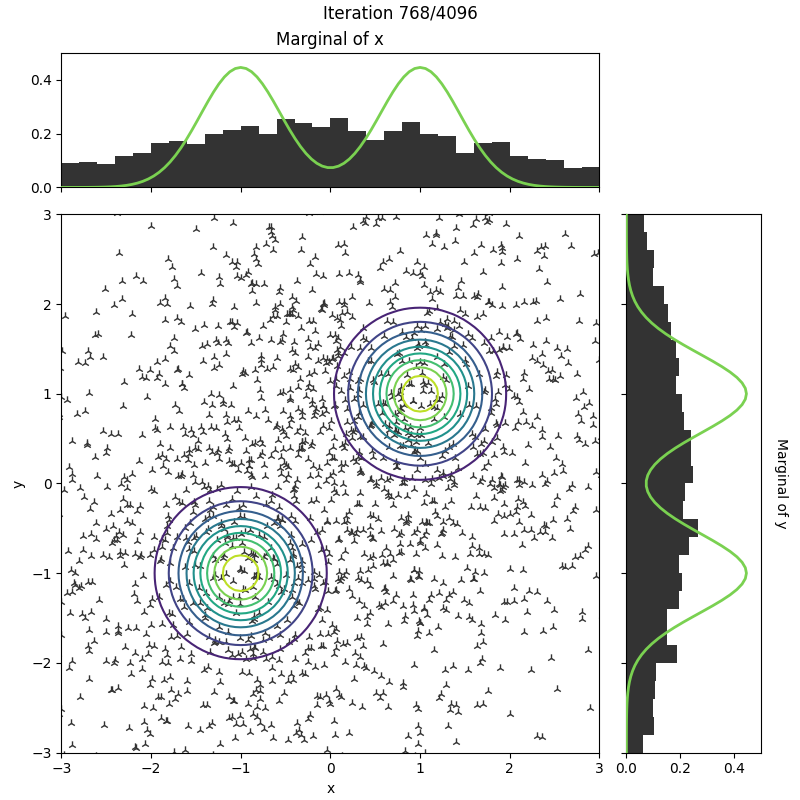 Iteration 768/4096
Marginal of x
0.4
0.2
0.0
3
2
1
0
−1
−2
−3
y
−3 −2 −1 0 1 2 3
x
0.0 0.2 0.4
Marginal of y